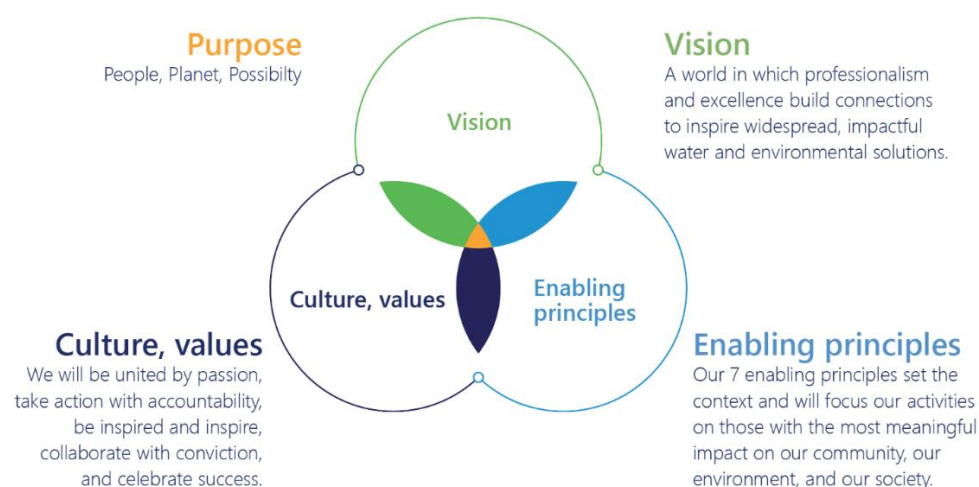 Purpose
People, Planet, Possibilty
Vision
A world in which professionalism
and excellence build connections
to inspire widespread, impactful
water and environmental solutions.
Vision
Culture, values
Enabling
principles
Culture, values
We will be united by passion,
take action with accountability,
be inspired and inspire,
collaborate with conviction,
and celebrate success.
Enabling principles
Our 7 enabling principles set the
context and will focus our activities
on those with the most meaningful
impact on our community, our
environment, and our society.